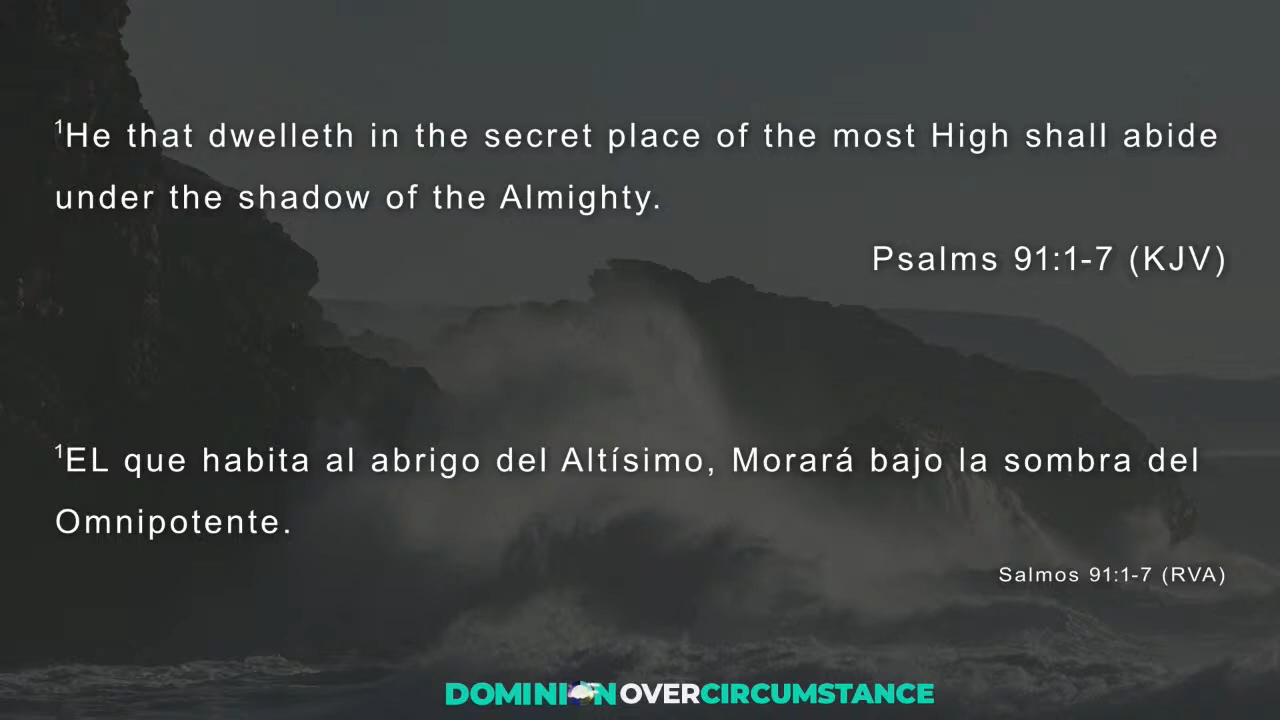 ¹He that dwelleth in the secret place of the most High shall abide
under the shadow of the Almighty.
Psalms 91:1-7 (KJV)
¹EL que habita al abrigo del Altísimo, Morará bajo la sombra del
Omnipotente.
Salmos 91:1-7 (RVA)
DOMINION OVERCIRCUMSTANCE